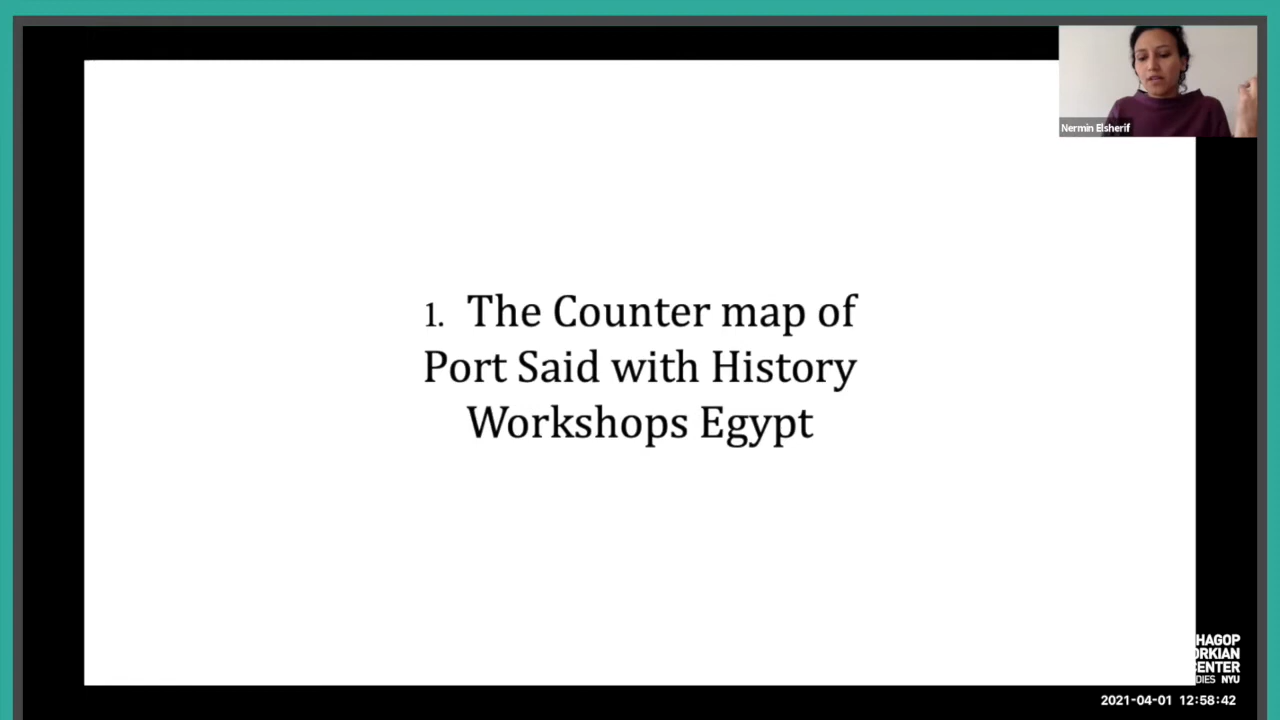 Nermin Elsherif
1. The Counter map of
Port Said with History
Workshops Egypt
HAGOP
ORKIAN
CENTER
DIES NYU
2021-04-01 12:58:42